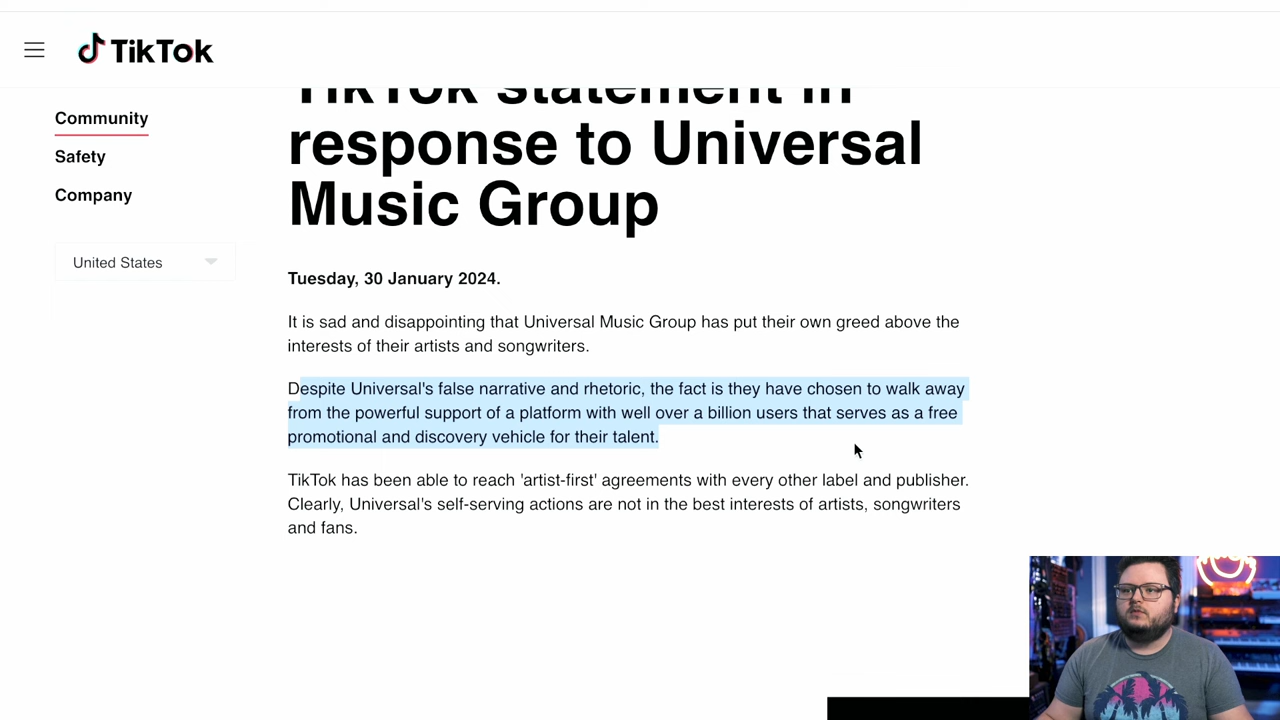 TikTok
Community
Safety
Company
United States
TikTok statement in
response to Universal
Music Group
Tuesday, 30 January 2024.
It is sad and disappointing that Universal Music Group has put their own greed above the
interests of their artists and songwriters.
Despite Universal's false narrative and rhetoric, the fact is they have chosen to walk away
from the powerful support of a platform with well over a billion users that serves as a free
promotional and discovery vehicle for their talent.
TikTok has been able to reach 'artist-first' agreements with every other label and publisher.
Clearly, Universal's self-serving actions are not in the best interests of artists, songwriters
and fans.